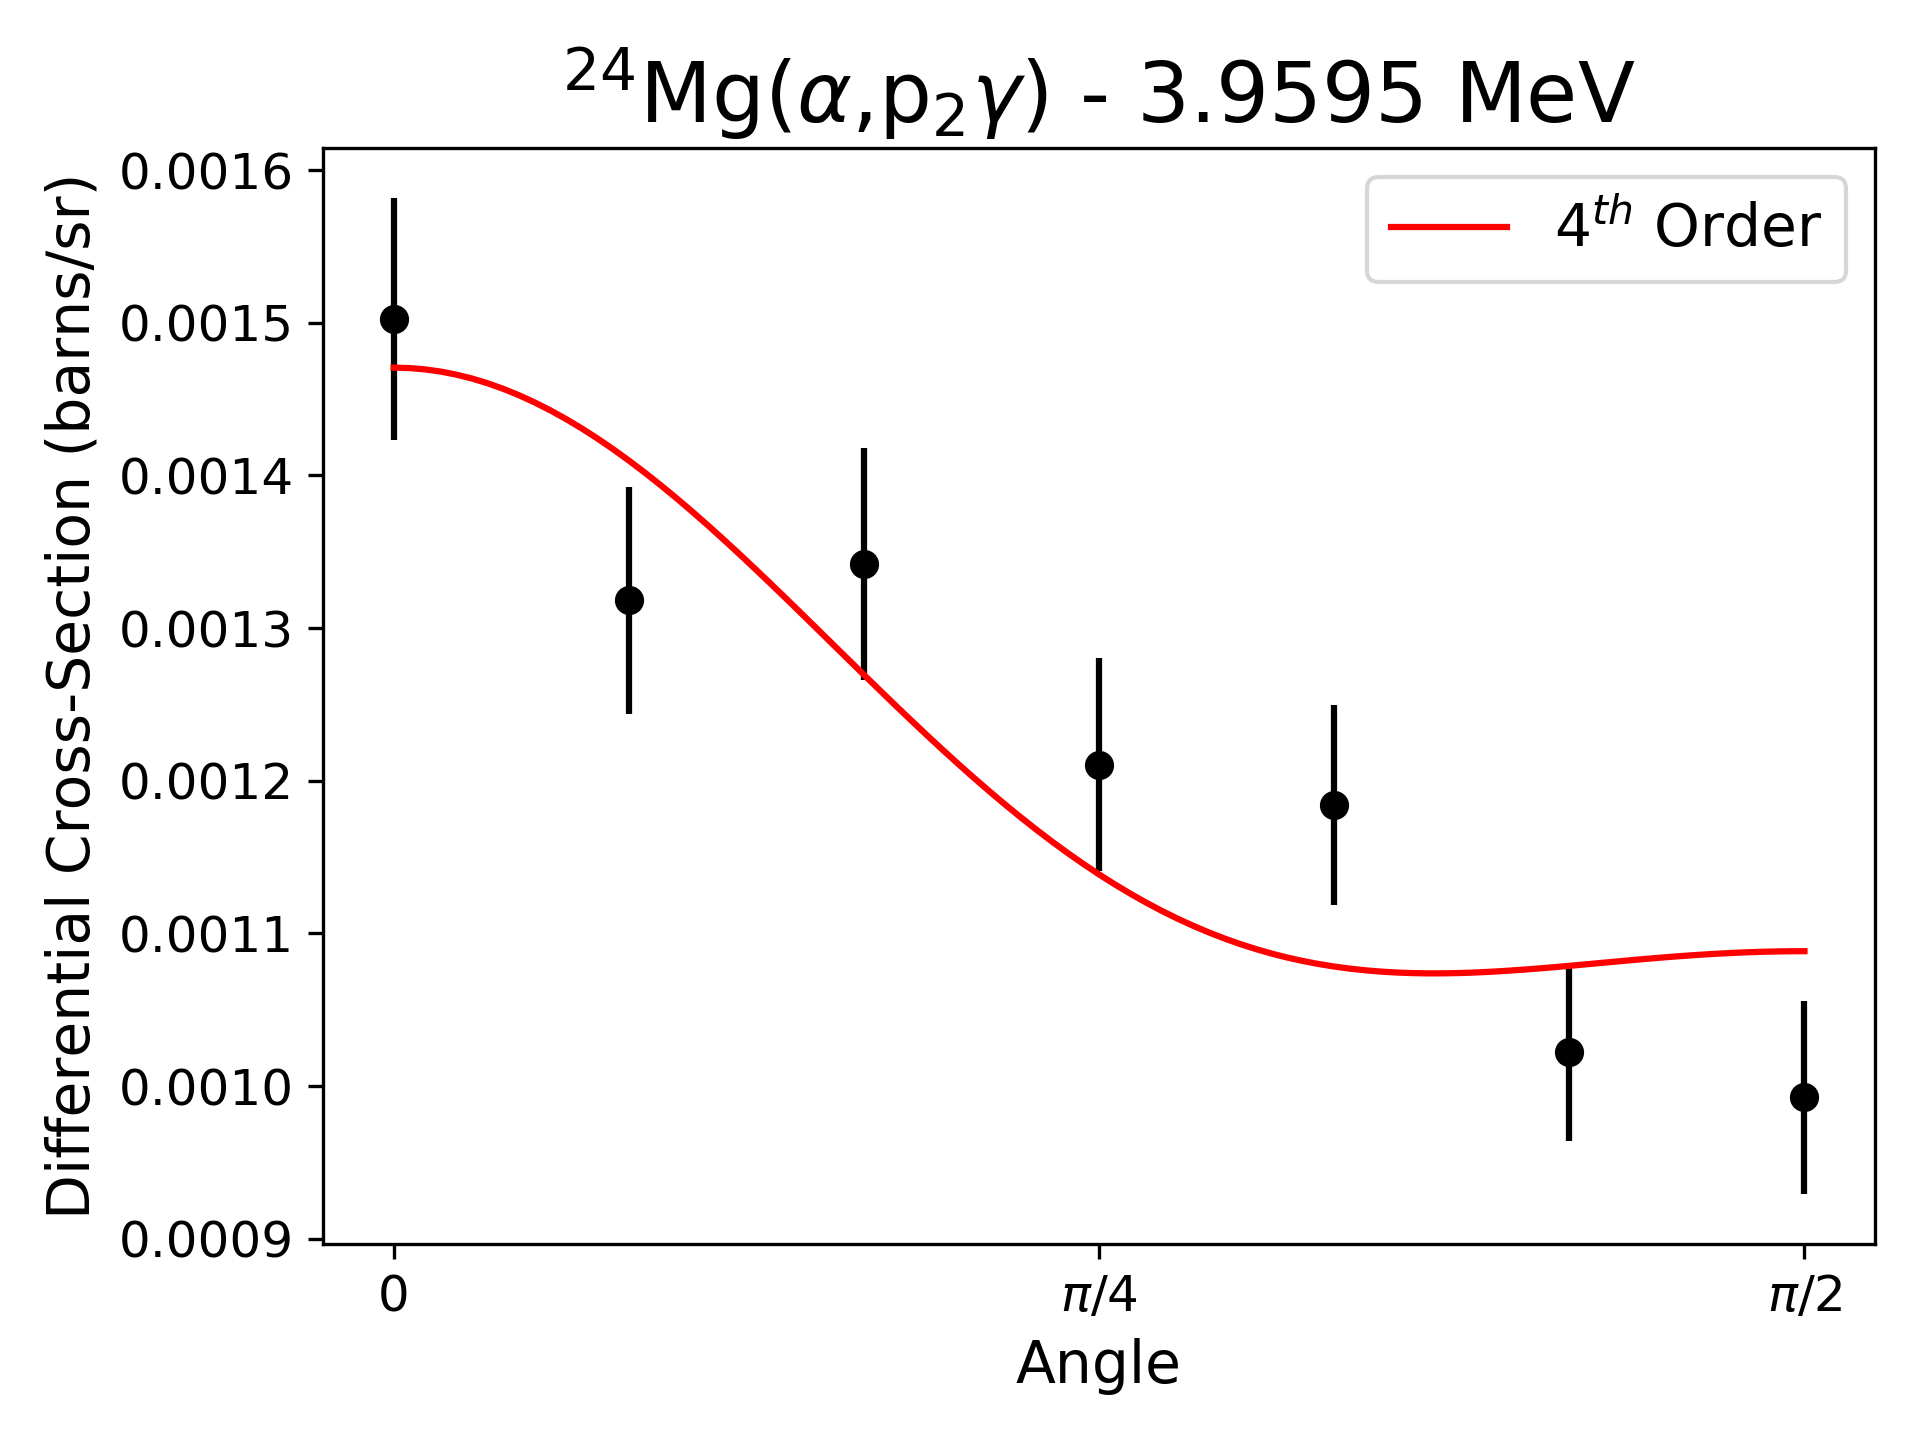 ²⁴Mg(α,p₂γ) - 3.9595 MeV
4ᵗʰ Order
Differential Cross-Section (barns/sr)
0.0016
0.0015
0.0014
0.0013
0.0012
0.0011
0.0010
0.0009
0 π/4 π/2
Angle